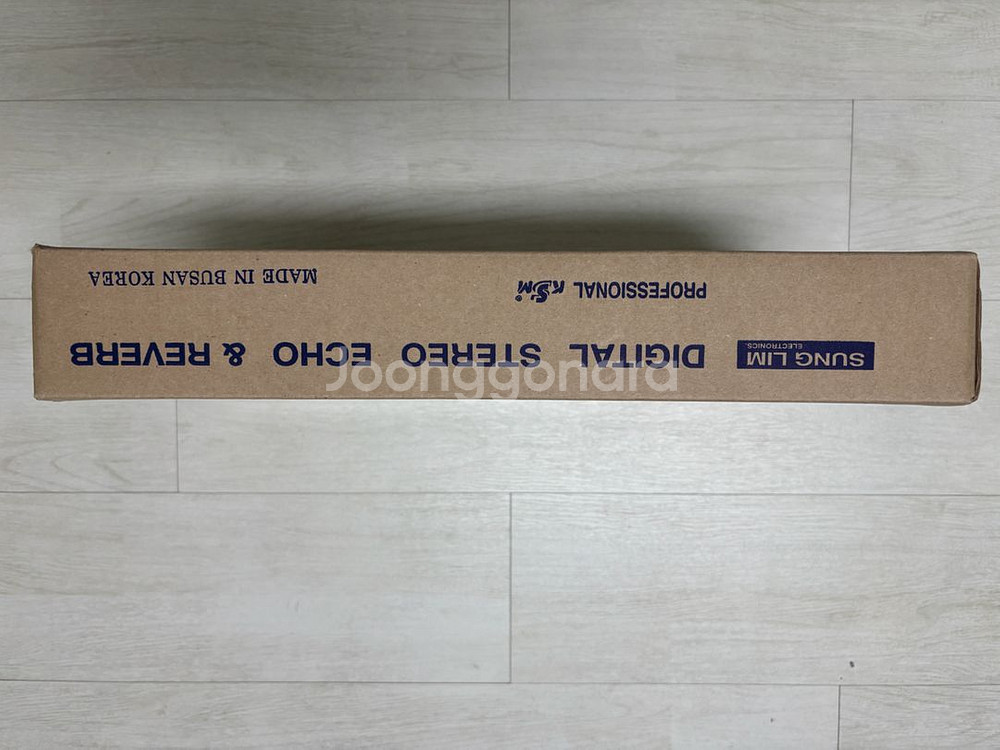 SUNG LIM
ELECTRONICS.
DIGITAL STEREO ECHO & REVERB
PROFESSIONAL KSM®
MADE IN BUSAN KOREA
Joonggonara